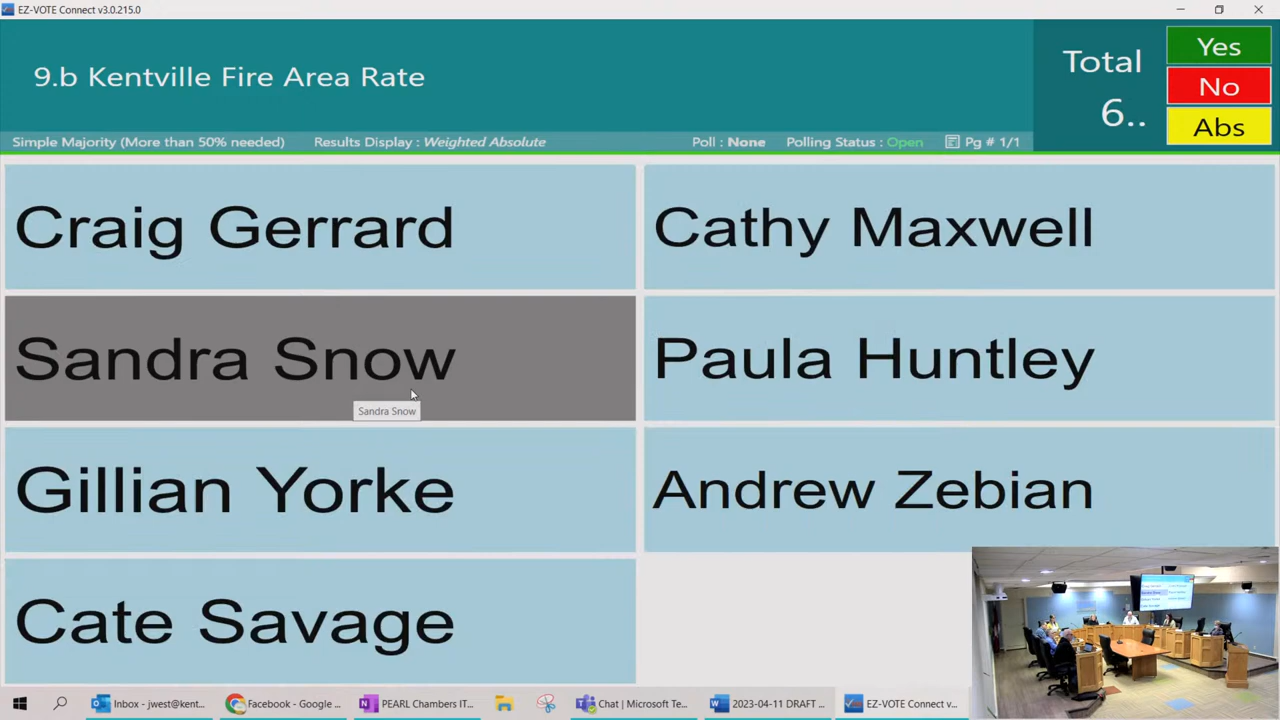 EZ-VOTE Connect v3.0.215.0
9.b Kentville Fire Area Rate
Total
6..
Yes
No
Abs
Simple Majority (More than 50% needed) Results Display : Weighted Absolute Poll : None Polling Status : Open Pg # 1/1
Craig Gerrard
Cathy Maxwell
Sandra Snow
Paula Huntley
Sandra Snow
Gillian Yorke
Andrew Zebian
Cate Savage
Inbox - jwest@kent... Facebook - Google ... PEARL Chambers IT... Chat | Microsoft Te... 2023-04-11 DRAFT ... EZ-VOTE Connect v...